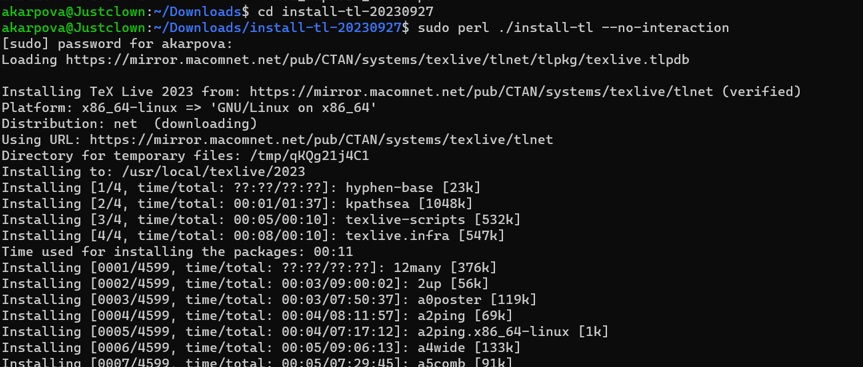 akarpova@Justclown:~/Downloads$ cd install-tl-20230927
akarpova@Justclown:~/Downloads/install-tl-20230927$ sudo perl ./install-tl --no-interaction
[sudo] password for akarpova:
Loading https://mirror.macomnet.net/pub/CTAN/systems/texlive/tlnet/tlpkg/texlive.tlpdb
Installing TeX Live 2023 from: https://mirror.macomnet.net/pub/CTAN/systems/texlive/tlnet (verified)
Platform: x86_64-linux => 'GNU/Linux on x86_64'
Distribution: net  (downloading)
Using URL: https://mirror.macomnet.net/pub/CTAN/systems/texlive/tlnet
Directory for temporary files: /tmp/qKQg21j4C1
Installing to: /usr/local/texlive/2023
Installing [1/4, time/total: ??:??/??:??]: hyphen-base [23k]
Installing [2/4, time/total: 00:01/01:37]: kpathsea [1048k]
Installing [3/4, time/total: 00:05/00:10]: texlive-scripts [532k]
Installing [4/4, time/total: 00:08/00:10]: texlive.infra [547k]
Time used for installing the packages: 00:11
Installing [0001/4599, time/total: ??:??/??:??]: 12many [376k]
Installing [0002/4599, time/total: 00:03/09:00:02]: 2up [56k]
Installing [0003/4599, time/total: 00:03/07:50:37]: a0poster [119k]
Installing [0004/4599, time/total: 00:04/08:11:57]: a2ping [69k]
Installing [0005/4599, time/total: 00:04/07:17:12]: a2ping.x86_64-linux [1k]
Installing [0006/4599, time/total: 00:05/09:06:13]: a4wide [133k]
Installing [0007/4599, time/total: 00:05/07:29:45]: a5comb [91k]